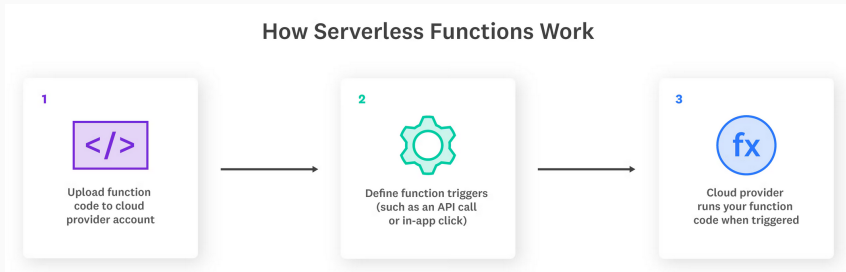 How Serverless Functions Work
1
</>
Upload function
code to cloud
provider account
2
Define function triggers
(such as an API call
or in-app click)
3
fx
Cloud provider
runs your function
code when triggered